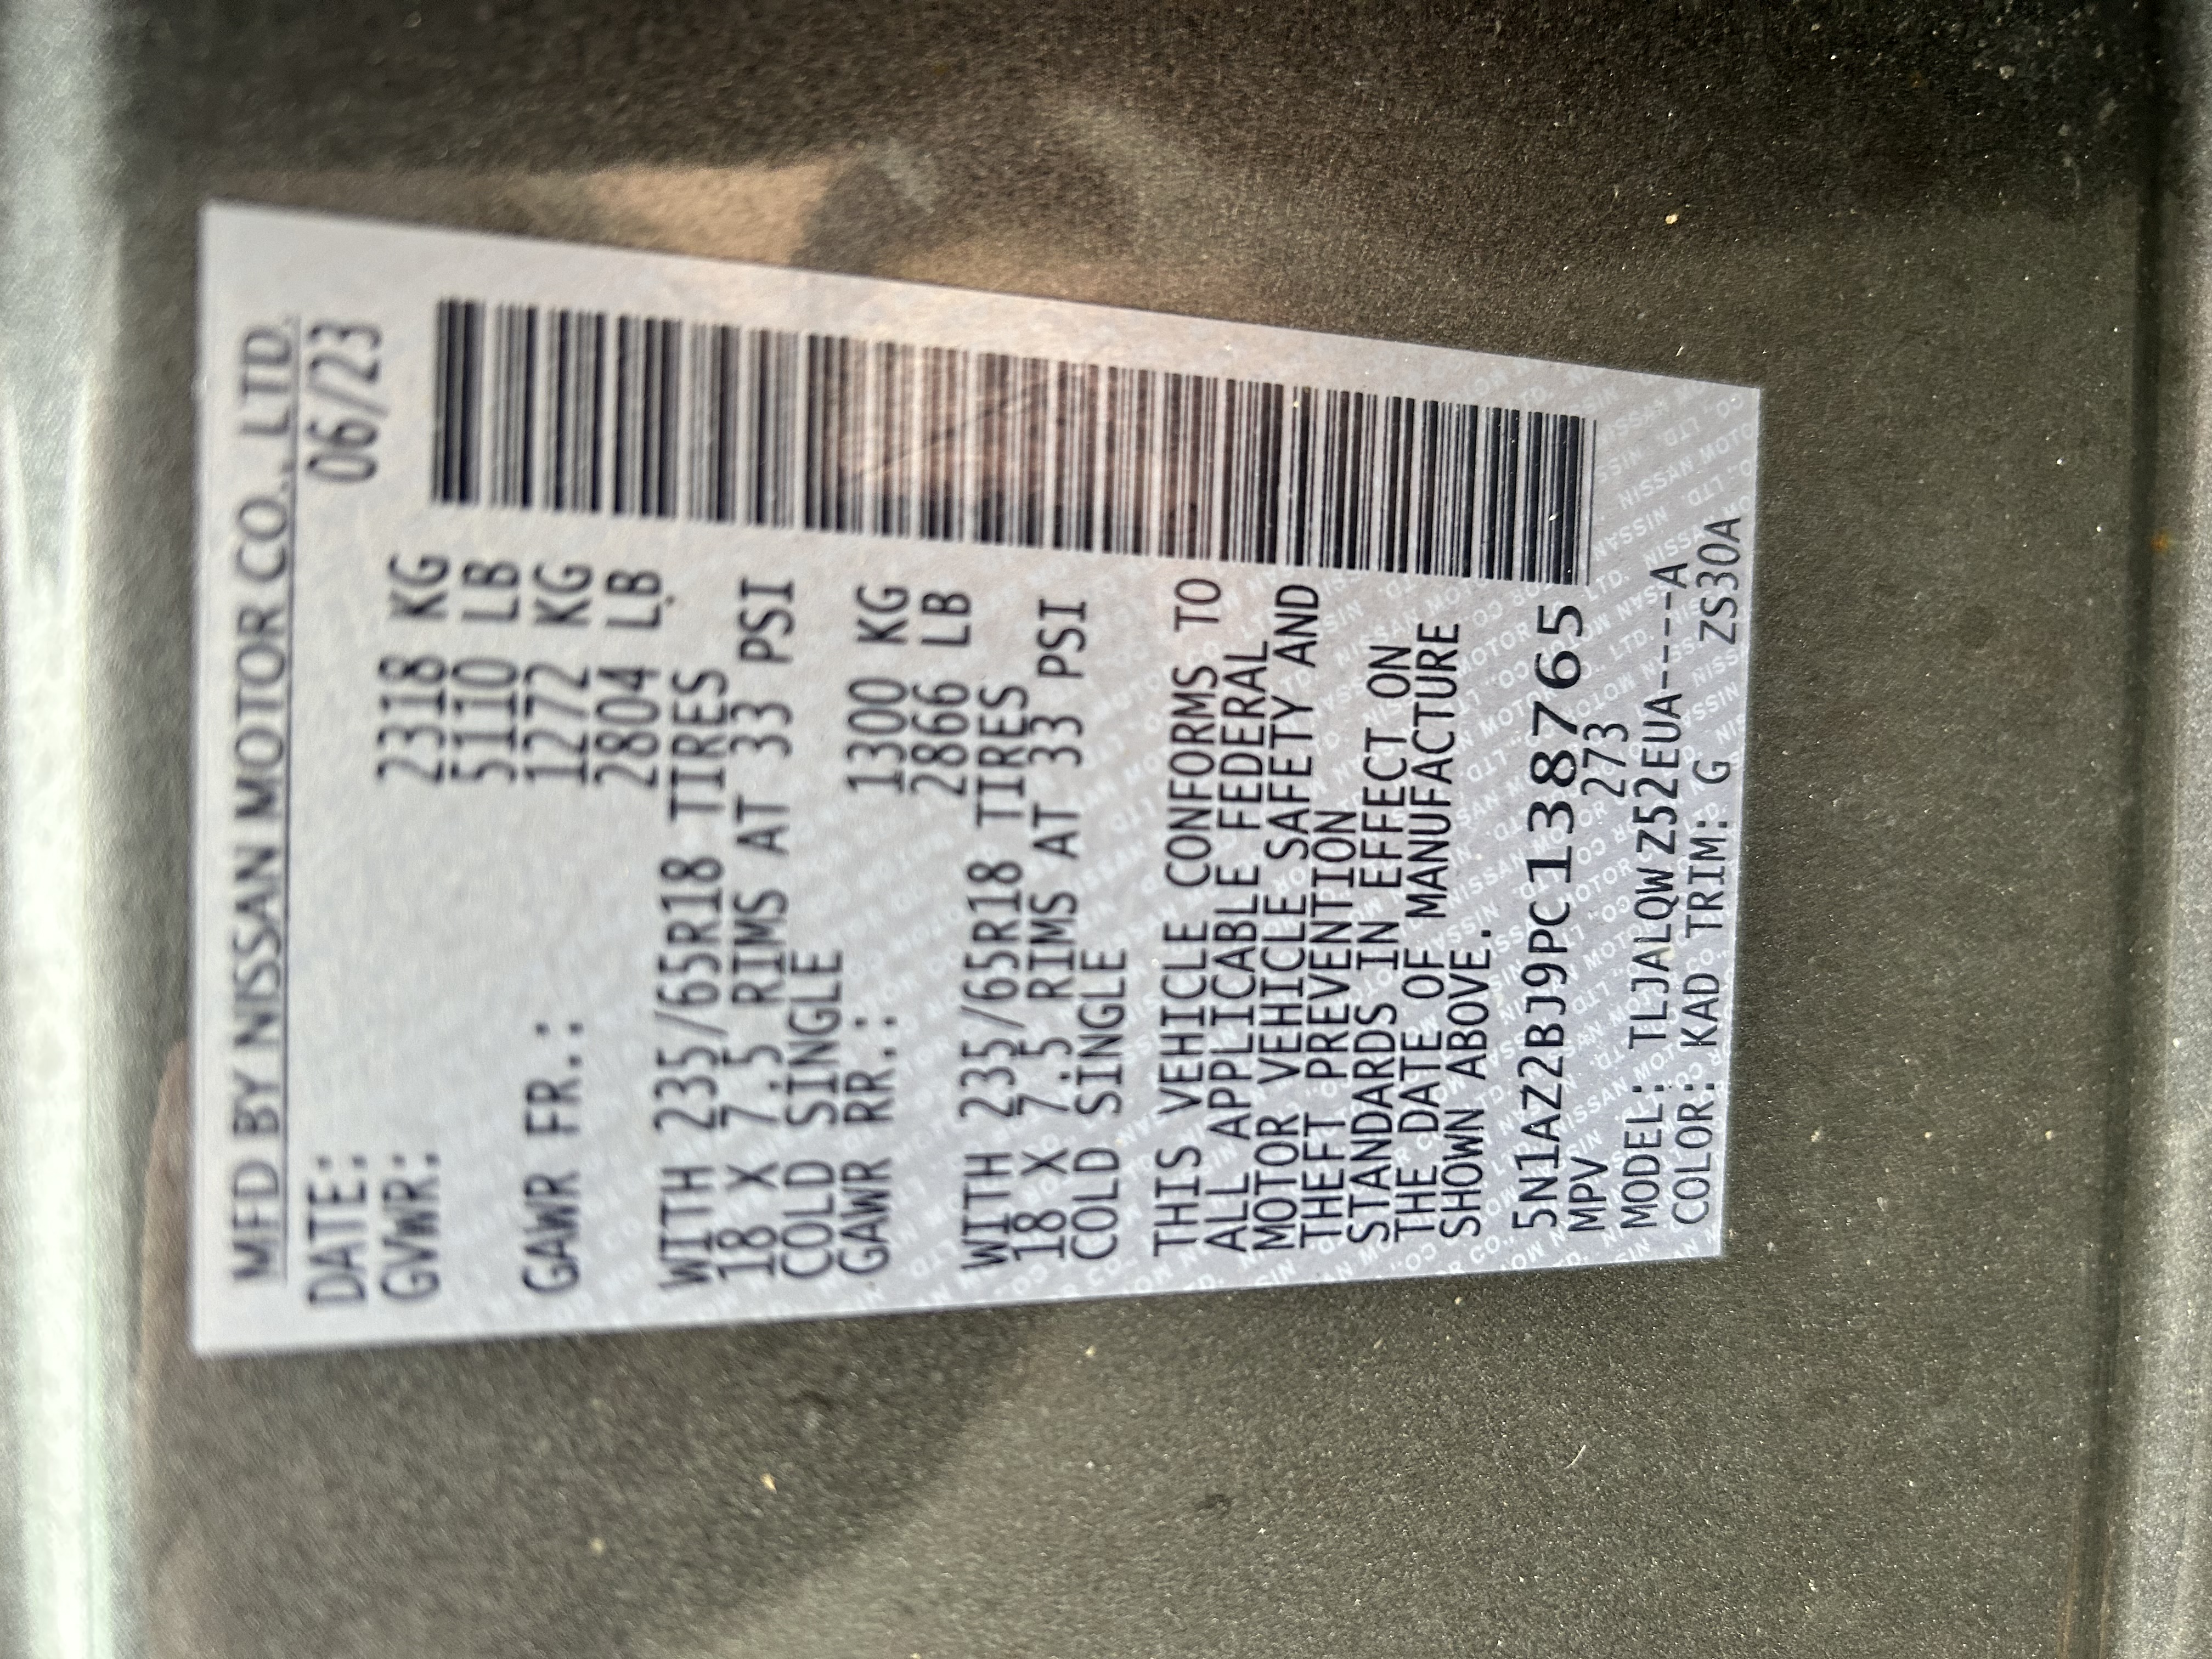 MFD BY NISSAN MOTOR CO., LTD.
DATE: 06/23
GVWR: 2318 KG
5110 LB
GAWR FR.: 1272 KG
2804 LB
WITH 235/65R18 TIRES
18 X 7.5 RIMS AT 33 PSI
COLD SINGLE
GAWR RR.: 1300 KG
2866 LB
WITH 235/65R18 TIRES
18 X 7.5 RIMS AT 33 PSI
COLD SINGLE
THIS VEHICLE CONFORMS TO
ALL APPLICABLE FEDERAL
MOTOR VEHICLE SAFETY AND
THEFT PREVENTION
STANDARDS IN EFFECT ON
THE DATE OF MANUFACTURE
SHOWN ABOVE.
5N1AZ2BJ9PC138765
MPV 273
MODEL: TLJALQW Z52EUA----A
COLOR: KAD TRIM: G ZS30A